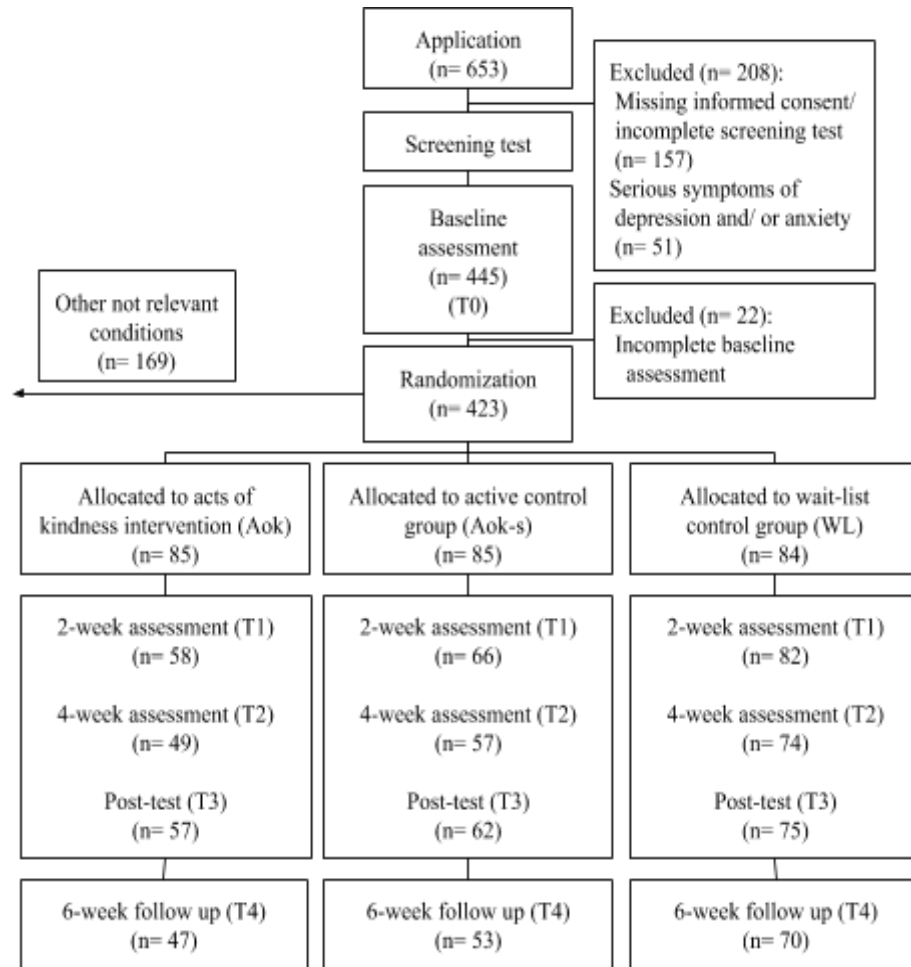 Application
(n= 653)
Excluded (n= 208):
Missing informed consent/
incomplete screening test
(n= 157)
Serious symptoms of
depression and/ or anxiety
(n= 51)
Screening test
Baseline
assessment
(n= 445)
(T0)
Other not relevant
conditions
(n= 169)
Excluded (n= 22):
Incomplete baseline
assessment
Randomization
(n= 423)
Allocated to acts of
kindness intervention (Aok)
(n= 85)
Allocated to active control
group (Aok-s)
(n= 85)
Allocated to wait-list
control group (WL)
(n= 84)
2-week assessment (T1)
(n= 58)
4-week assessment (T2)
(n= 49)
Post-test (T3)
(n= 57)
2-week assessment (T1)
(n= 66)
4-week assessment (T2)
(n= 57)
Post-test (T3)
(n= 62)
2-week assessment (T1)
(n= 82)
4-week assessment (T2)
(n= 74)
Post-test (T3)
(n= 75)
6-week follow up (T4)
(n= 47)
6-week follow up (T4)
(n= 53)
6-week follow up (T4)
(n= 70)